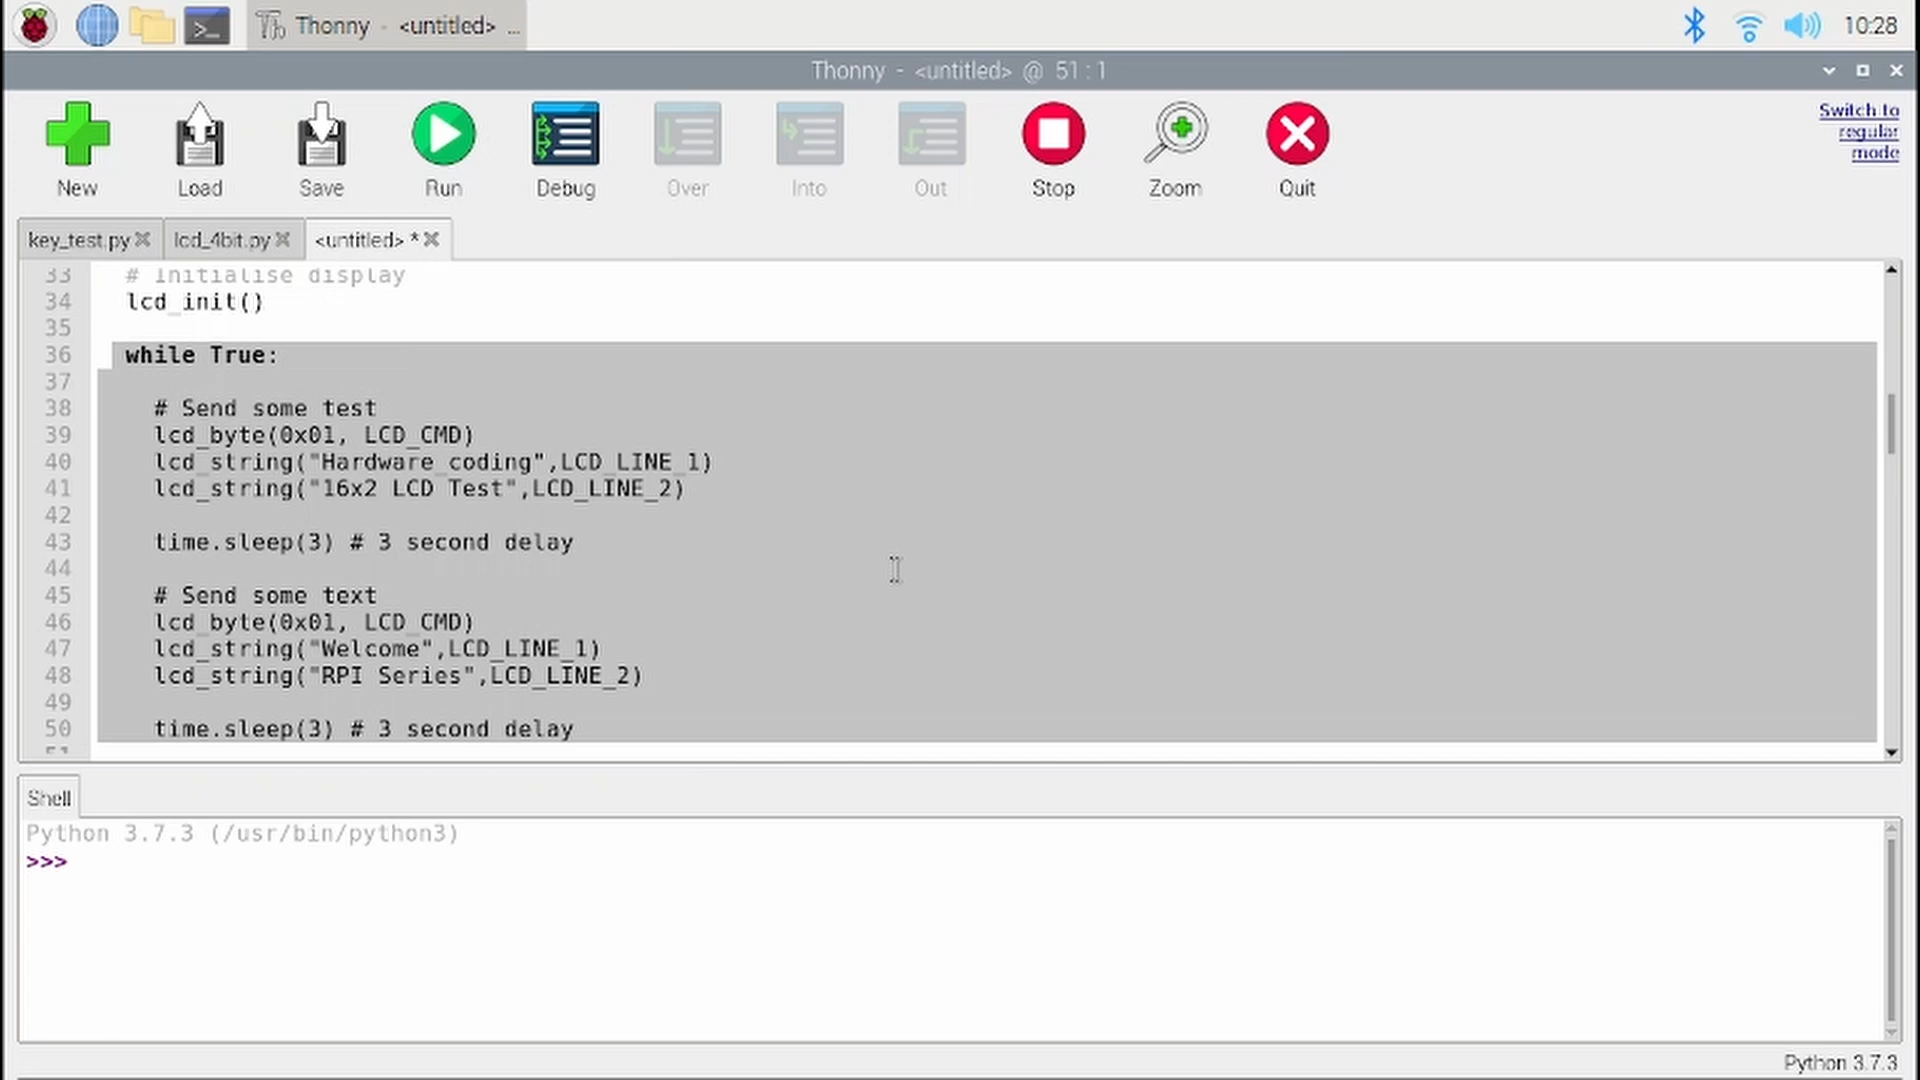 Thonny - <untitled> ...
10:28
Thonny - <untitled> @ 51 : 1
New
Load
Save
Run
Debug
Over
Into
Out
Stop
Zoom
Quit
Switch to
regular
mode
key_test.py
lcd_4bit.py
<untitled> *
33 # Initialise display
34 lcd_init()
35
36 while True:
37
38 # Send some test
39 lcd_byte(0x01, LCD_CMD)
40 lcd_string("Hardware_coding",LCD_LINE_1)
41 lcd_string("16x2 LCD Test",LCD_LINE_2)
42
43 time.sleep(3) # 3 second delay
44
45 # Send some text
46 lcd_byte(0x01, LCD_CMD)
47 lcd_string("Welcome",LCD_LINE_1)
48 lcd_string("RPI Series",LCD_LINE_2)
49
50 time.sleep(3) # 3 second delay
51
Shell
Python 3.7.3 (/usr/bin/python3)
>>>
Python 3.7.3